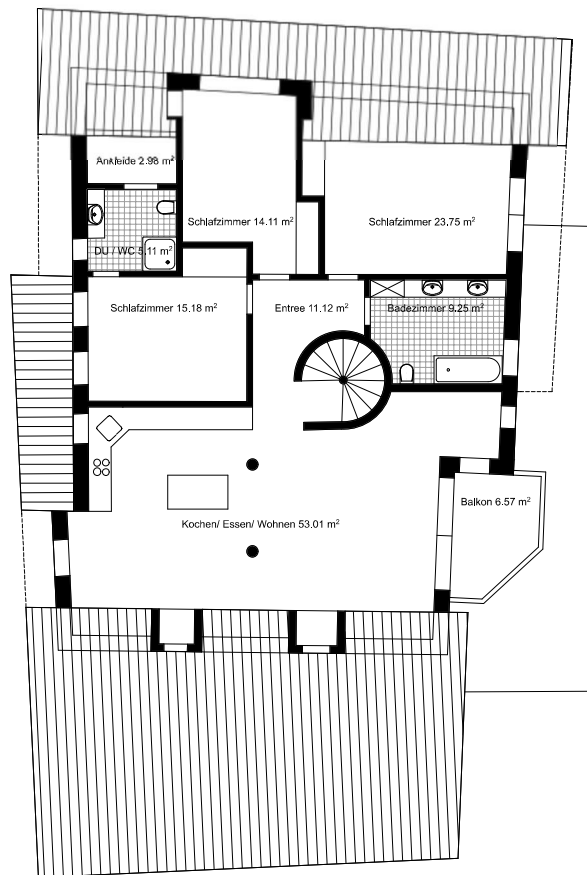 Ankleide 2.98 m²
Schlafzimmer 14.11 m²
Schlafzimmer 23.75 m²
DU / WC 5.11 m²
Schlafzimmer 15.18 m²
Entree 11.12 m²
Badezimmer 9.25 m²
Balkon 6.57 m²
Kochen/ Essen/ Wohnen 53.01 m²